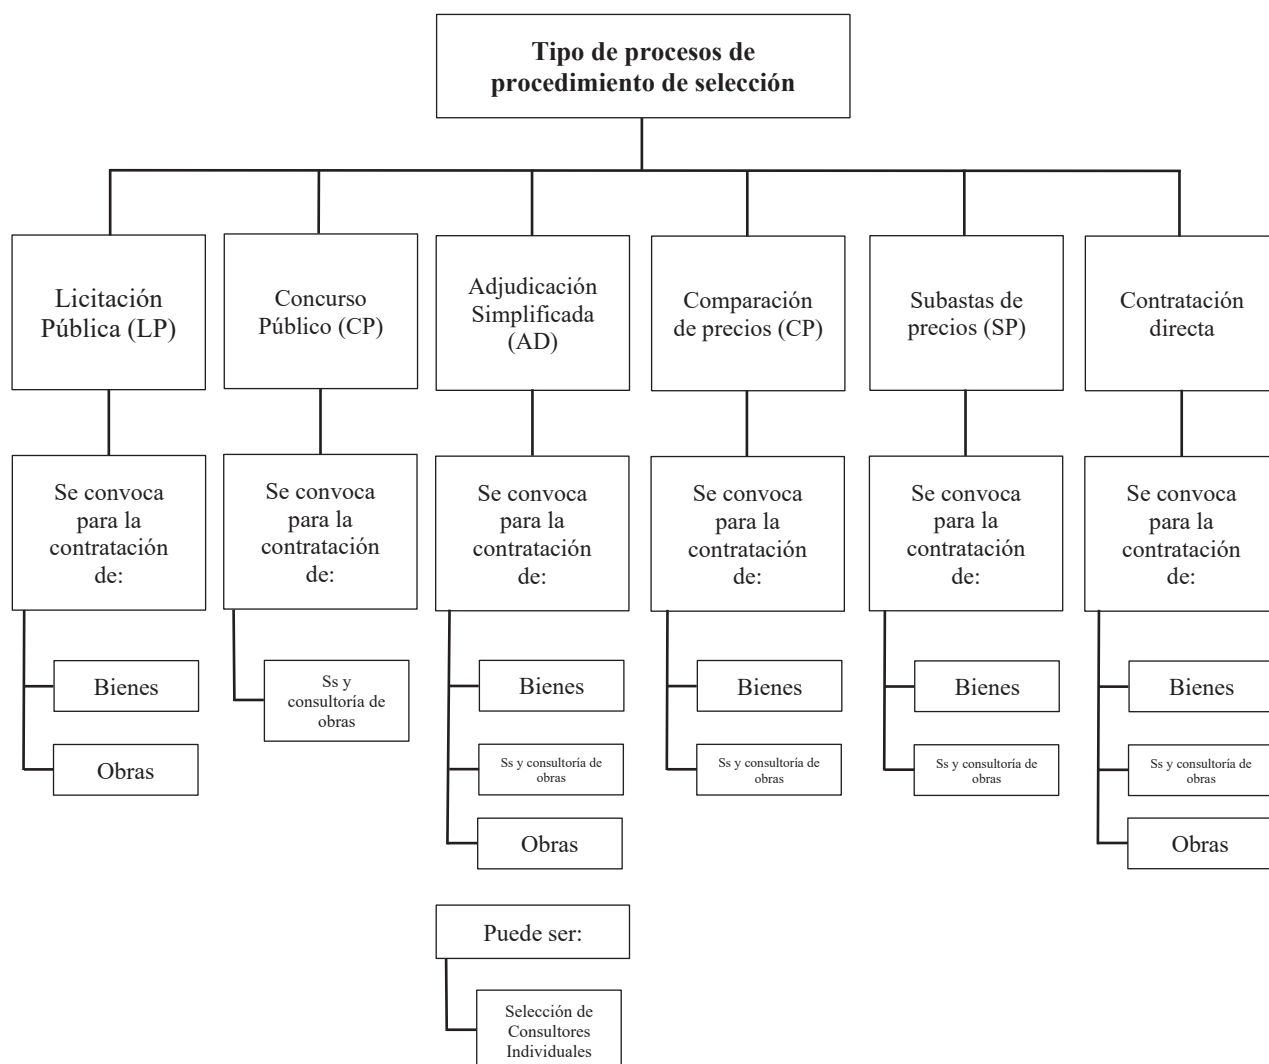 Tipo de procesos de
procedimiento de selección
Licitación
Pública (LP)
Concurso
Público (CP)
Adjudicación
Simplificada
(AD)
Comparación
de precios (CP)
Subastas de
precios (SP)
Contratación
directa
Se convoca
para la
contratación
de:
Se convoca
para la
contratación
de:
Se convoca
para la
contratación
de:
Se convoca
para la
contratación
de:
Se convoca
para la
contratación
de:
Se convoca
para la
contratación
de:
Bienes
Obras
Ss y
consultoría de
obras
Bienes
Ss y consultoría de
obras
Obras
Bienes
Ss y consultoría de
obras
Bienes
Ss y consultoría de
obras
Bienes
Ss y consultoría de
obras
Obras
Puede ser:
Selección de
Consultores
Individuales